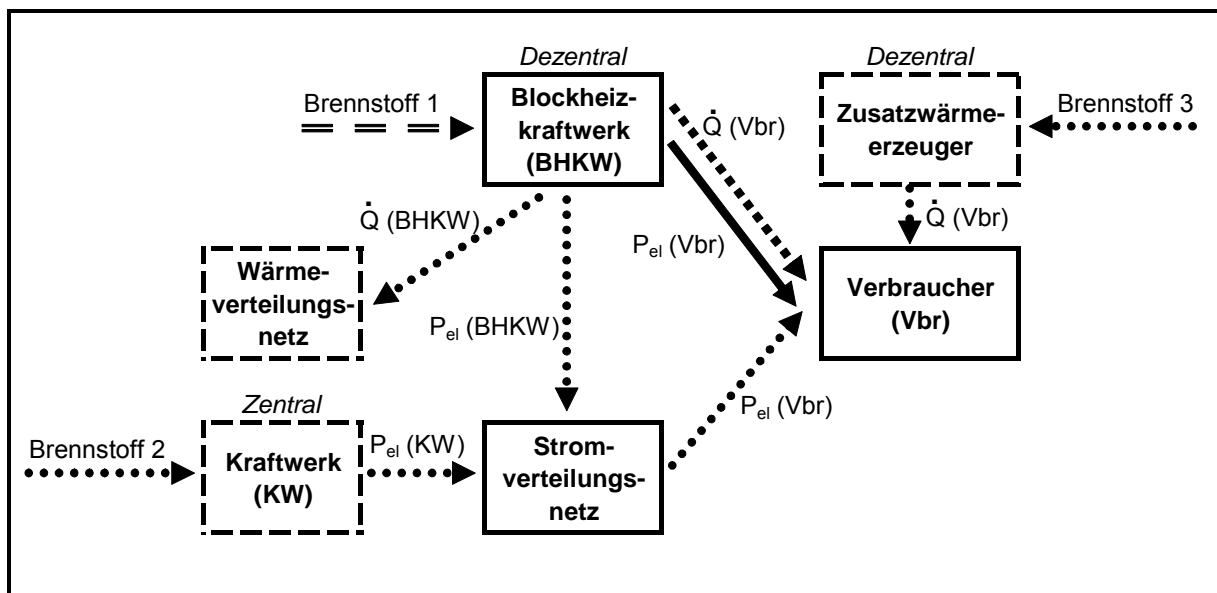 Dezentral
Dezentral
Brennstoff 1
Blockheiz-
kraftwerk
(BHKW)
Q̇ (Vbr)
Zusatzwärme-
erzeuger
Brennstoff 3
Q̇ (BHKW)
Pel (Vbr)
Q̇ (Vbr)
Wärme-
verteilungs-
netz
Verbraucher
(Vbr)
Pel (BHKW)
Zentral
Pel (Vbr)
Brennstoff 2
Kraftwerk
(KW)
Pel (KW)
Strom-
verteilungs-
netz